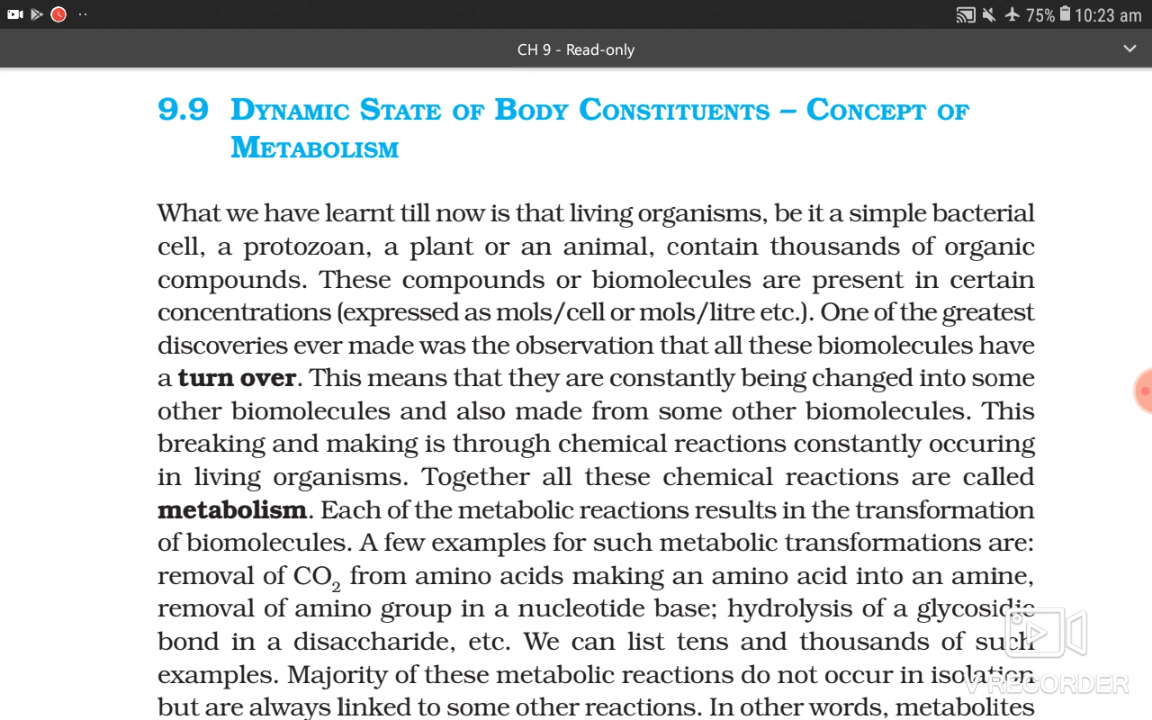 75% 10:23 am
CH 9 - Read-only
9.9 DYNAMIC STATE OF BODY CONSTITUENTS – CONCEPT OF
METABOLISM
What we have learnt till now is that living organisms, be it a simple bacterial
cell, a protozoan, a plant or an animal, contain thousands of organic
compounds. These compounds or biomolecules are present in certain
concentrations (expressed as mols/cell or mols/litre etc.). One of the greatest
discoveries ever made was the observation that all these biomolecules have
a turn over. This means that they are constantly being changed into some
other biomolecules and also made from some other biomolecules. This
breaking and making is through chemical reactions constantly occuring
in living organisms. Together all these chemical reactions are called
metabolism. Each of the metabolic reactions results in the transformation
of biomolecules. A few examples for such metabolic transformations are:
removal of CO₂ from amino acids making an amino acid into an amine,
removal of amino group in a nucleotide base; hydrolysis of a glycosidic
bond in a disaccharide, etc. We can list tens and thousands of such
examples. Majority of these metabolic reactions do not occur in isolation
V RECORDER
but are always linked to some other reactions. In other words, metabolites